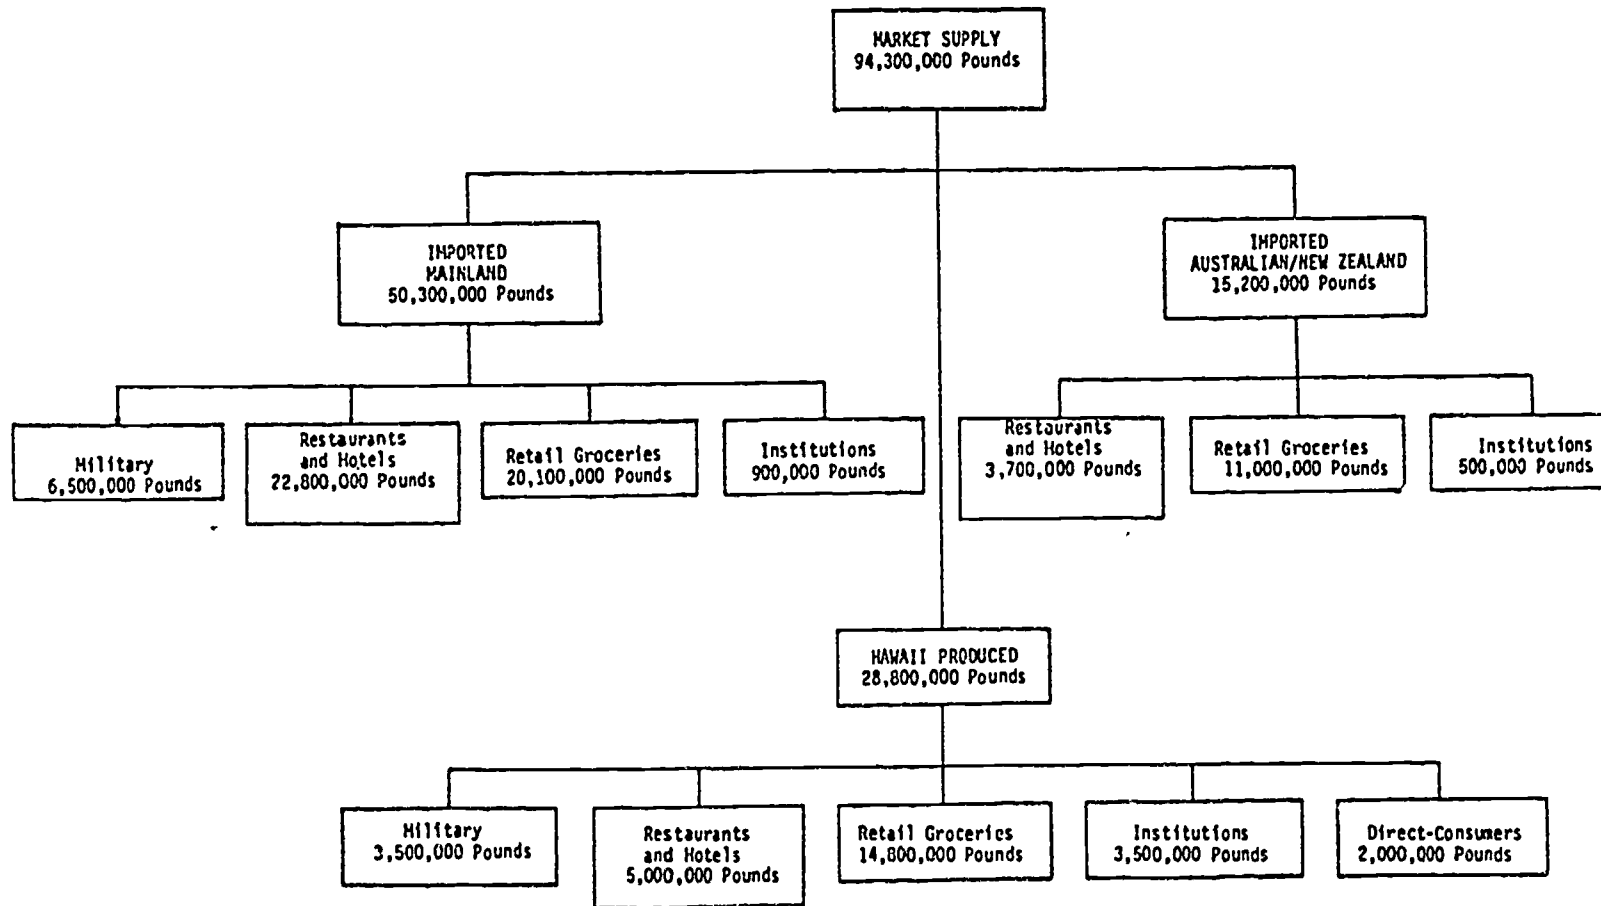 MARKET SUPPLY
94,300,000 Pounds
IMPORTED
MAINLAND
50,300,000 Pounds
IMPORTED
AUSTRALIAN/NEW ZEALAND
15,200,000 Pounds
Military
6,500,000 Pounds
Restaurants
and Hotels
22,800,000 Pounds
Retail Groceries
20,100,000 Pounds
Institutions
900,000 Pounds
Restaurants
and Hotels
3,700,000 Pounds
Retail Groceries
11,000,000 Pounds
Institutions
500,000 Pounds
HAWAII PRODUCED
28,800,000 Pounds
Military
3,500,000 Pounds
Restaurants
and Hotels
5,000,000 Pounds
Retail Groceries
14,800,000 Pounds
Institutions
3,500,000 Pounds
Direct-Consumers
2,000,000 Pounds